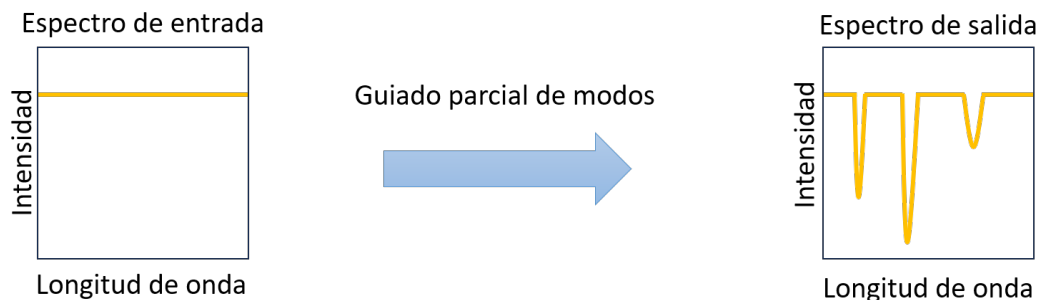 Espectro de entrada
Intensidad
Longitud de onda
Guiado parcial de modos
Espectro de salida
Intensidad
Longitud de onda